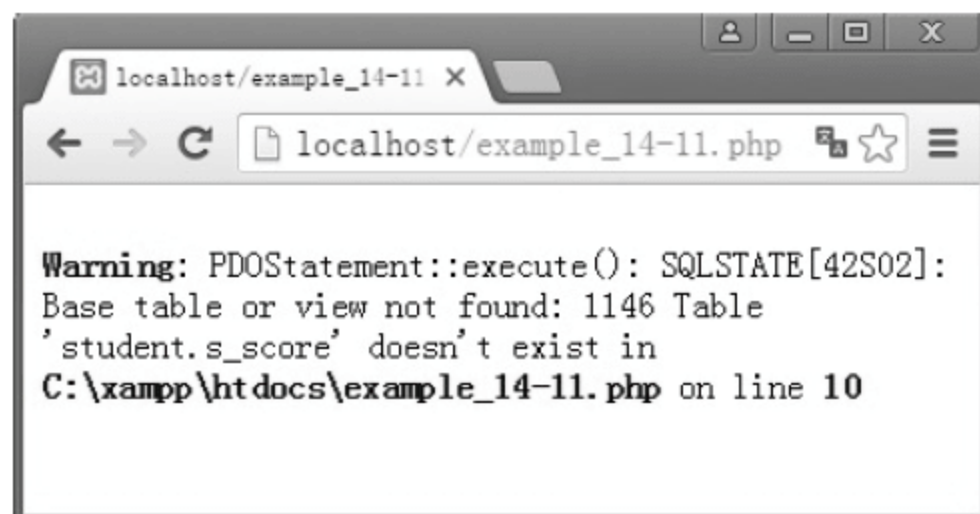 localhost/example_14-11
localhost/example_14-11.php
Warning: PDOStatement::execute(): SQLSTATE[42S02]:
Base table or view not found: 1146 Table
'student.s_score' doesn't exist in
C:\xampp\htdocs\example_14-11.php on line 10